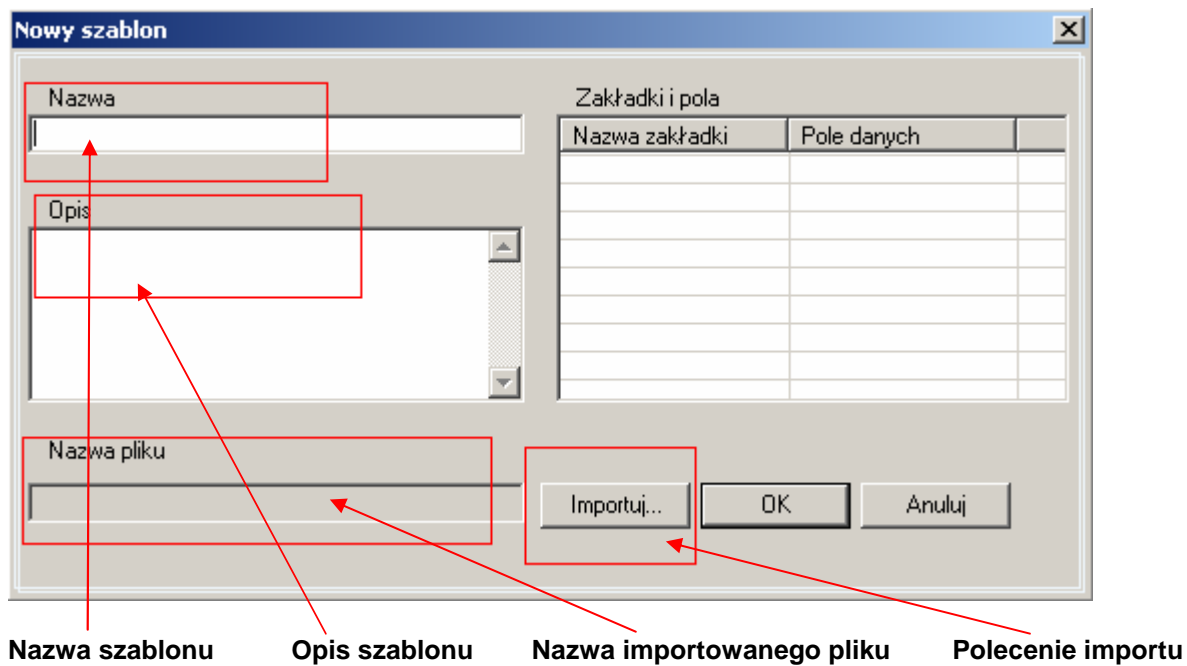 Nowy szablon
Nazwa
Zakładki i pola
Nazwa zakładki Pole danych
Opis
Nazwa pliku
Importuj... OK Anuluj
Nazwa szablonu Opis szablonu Nazwa importowanego pliku Polecenie importu